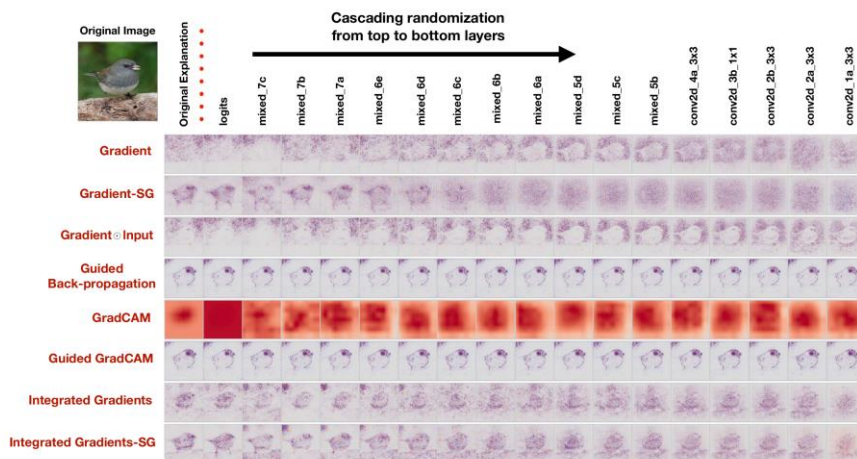 Original Image
Cascading randomization
from top to bottom layers
Original Explanation
logits
mixed_7c
mixed_7b
mixed_7a
mixed_6e
mixed_6d
mixed_6c
mixed_6b
mixed_6a
mixed_5d
mixed_5c
mixed_5b
conv2d_4a_3x3
conv2d_3b_1x1
conv2d_2b_3x3
conv2d_2a_3x3
conv2d_1a_3x3
Gradient
Gradient-SG
Gradient⊙Input
Guided
Back-propagation
GradCAM
Guided GradCAM
Integrated Gradients
Integrated Gradients-SG